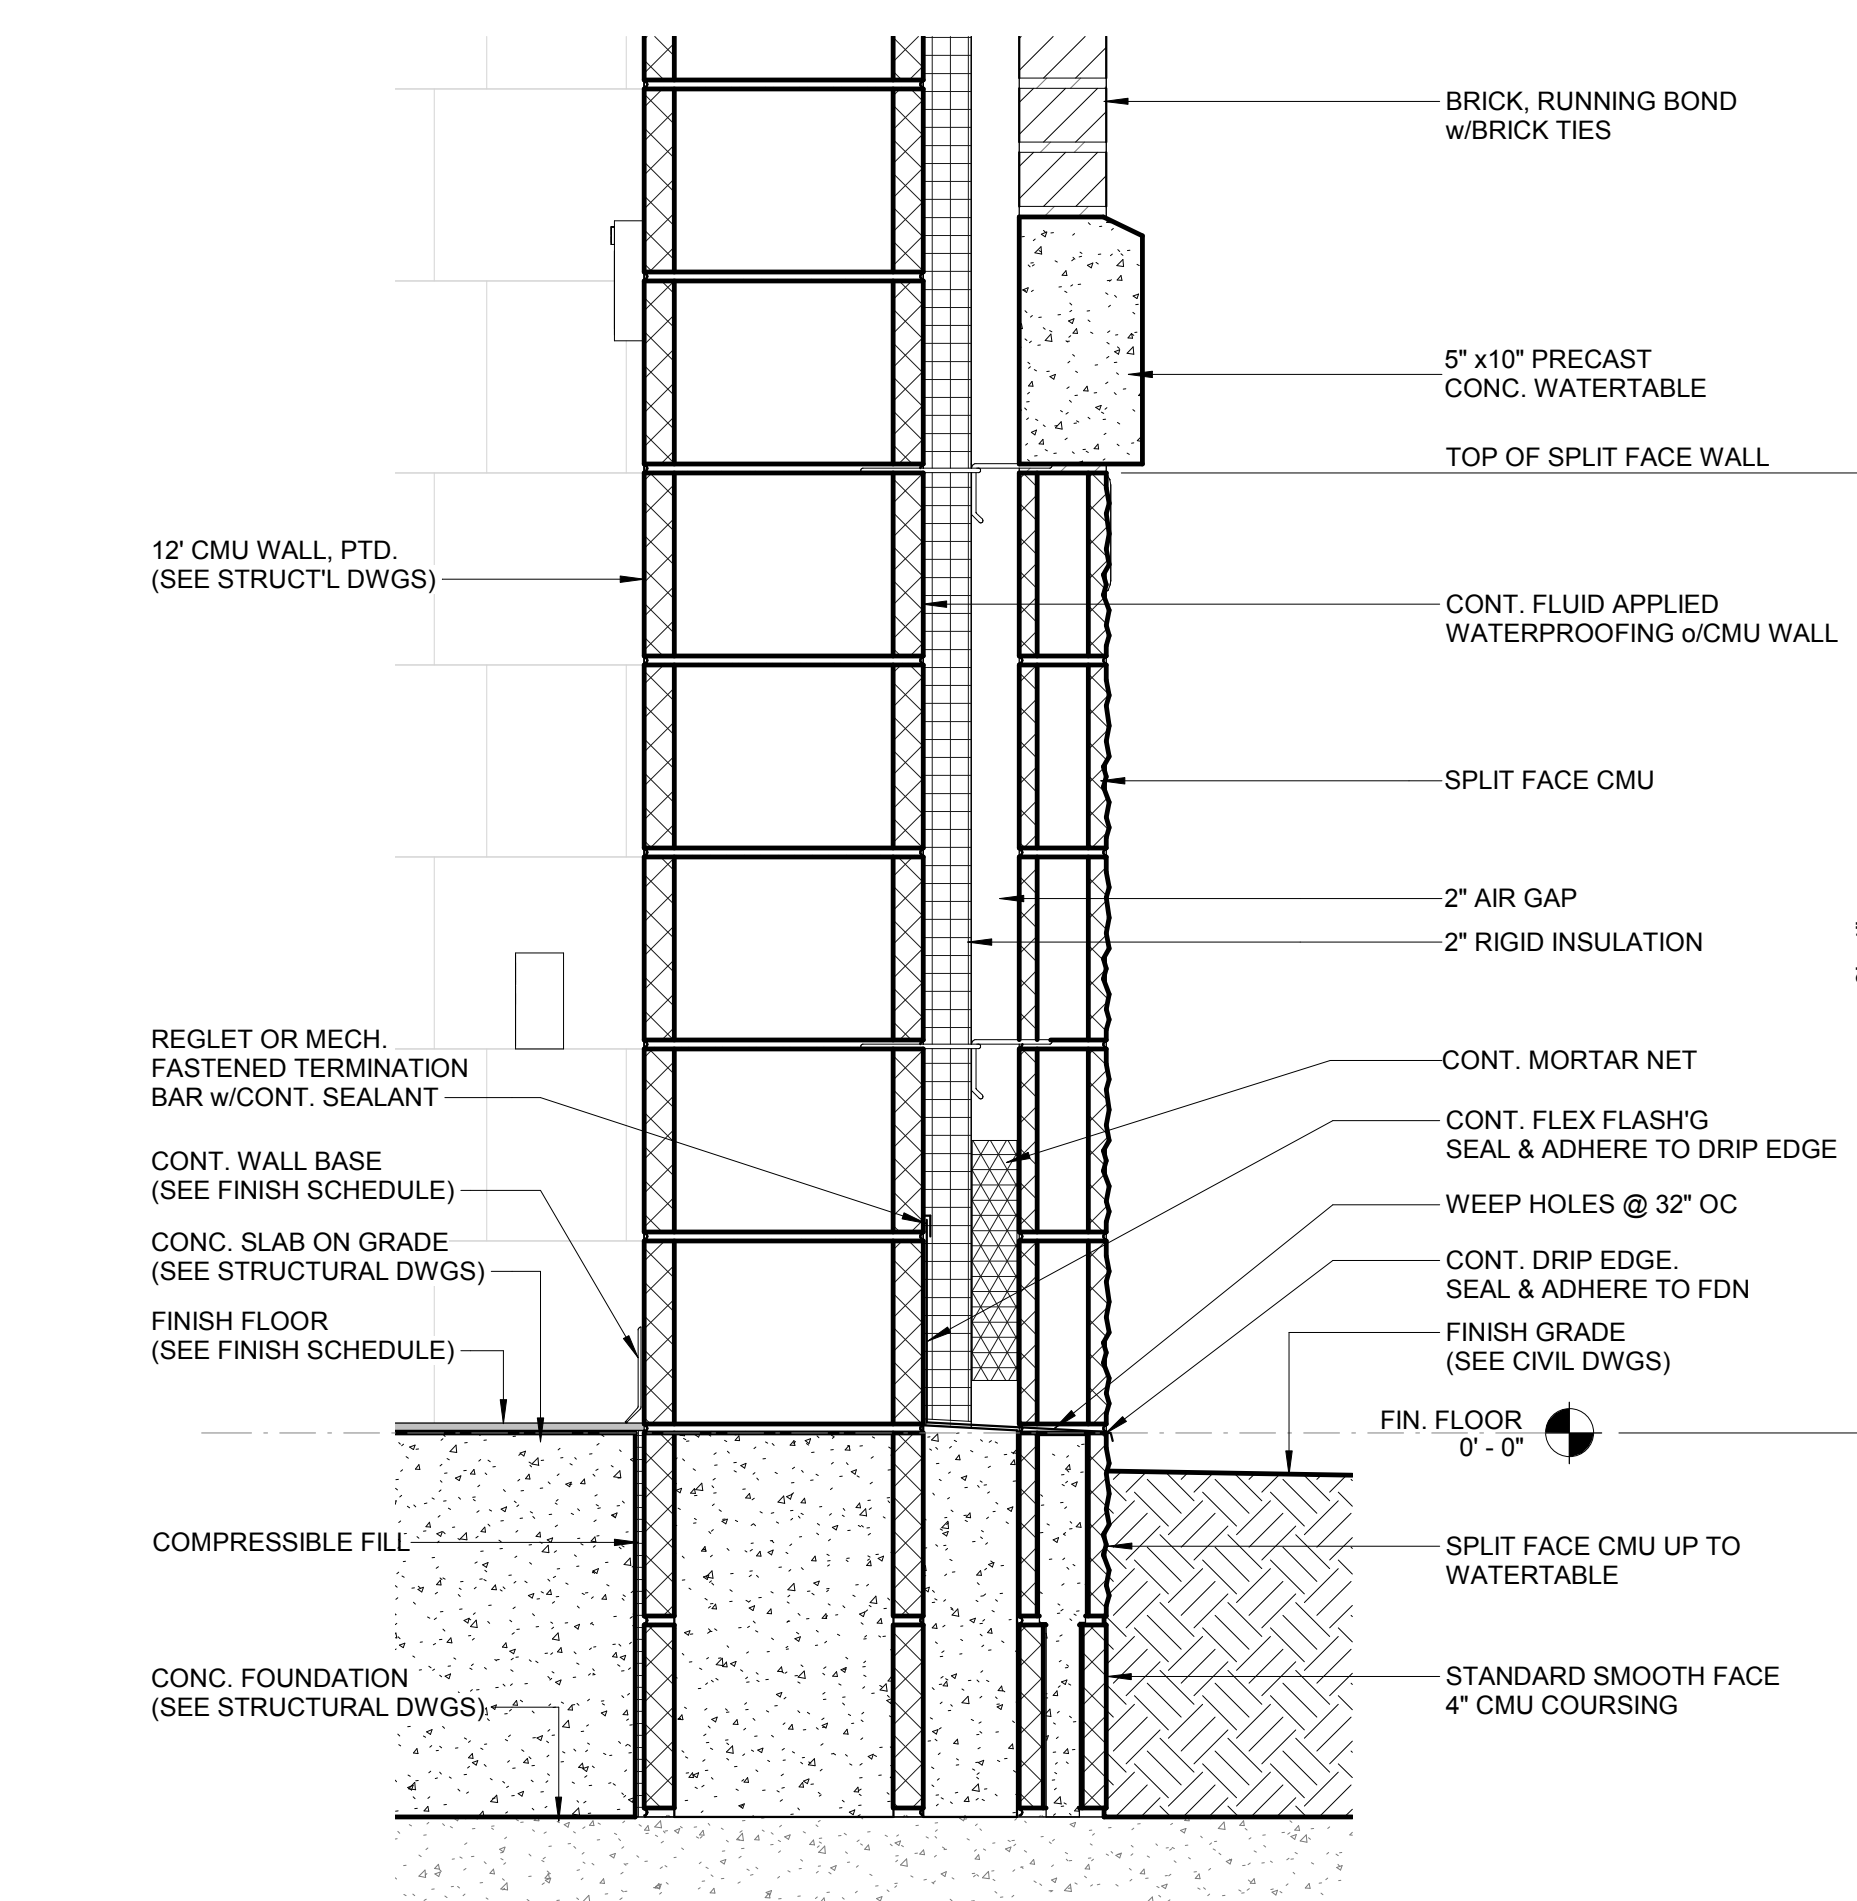 BRICK, RUNNING BOND
w/BRICK TIES
5" x10" PRECAST
CONC. WATERTABLE
TOP OF SPLIT FACE WALL
12' CMU WALL, PTD.
(SEE STRUCT'L DWGS)
CONT. FLUID APPLIED
WATERPROOFING o/CMU WALL
SPLIT FACE CMU
2" AIR GAP
2" RIGID INSULATION
REGLET OR MECH.
FASTENED TERMINATION
BAR w/CONT. SEALANT
CONT. MORTAR NET
CONT. FLEX FLASH'G
SEAL & ADHERE TO DRIP EDGE
CONT. WALL BASE
(SEE FINISH SCHEDULE)
WEEP HOLES @ 32" OC
CONC. SLAB ON GRADE
(SEE STRUCTURAL DWGS)
CONT. DRIP EDGE.
SEAL & ADHERE TO FDN
FINISH FLOOR
(SEE FINISH SCHEDULE)
FINISH GRADE
(SEE CIVIL DWGS)
FIN. FLOOR
0' - 0"
COMPRESSIBLE FILL
SPLIT FACE CMU UP TO
WATERTABLE
CONC. FOUNDATION
(SEE STRUCTURAL DWGS)
STANDARD SMOOTH FACE
4" CMU COURSING